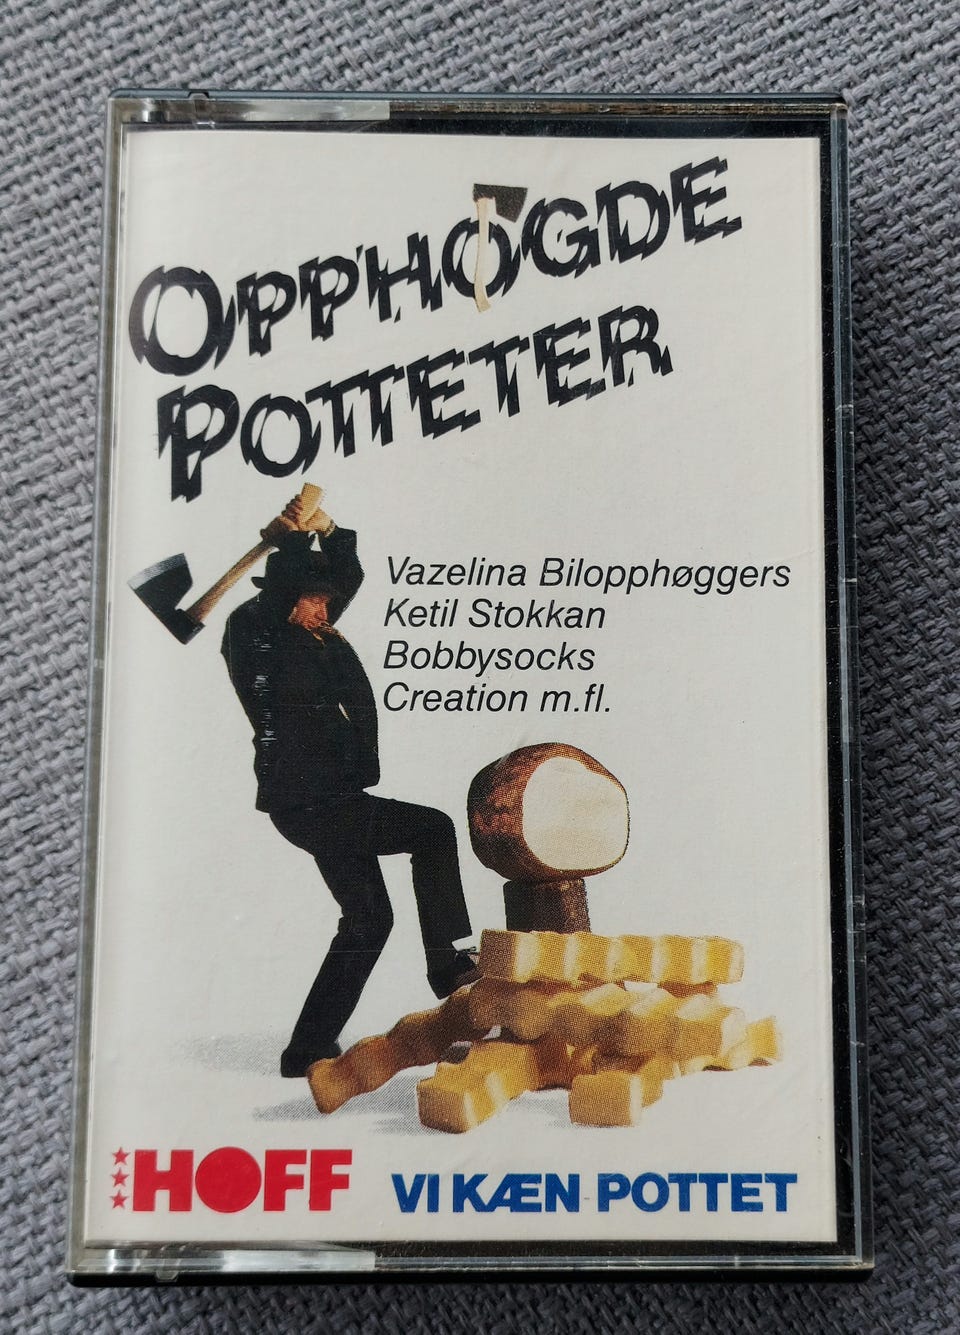 OPPHØGDE
POTTETER
Vazelina Bilopphøggers
Ketil Stokkan
Bobbysocks
Creation m.fl.
HOFF VI KÆN POTTET